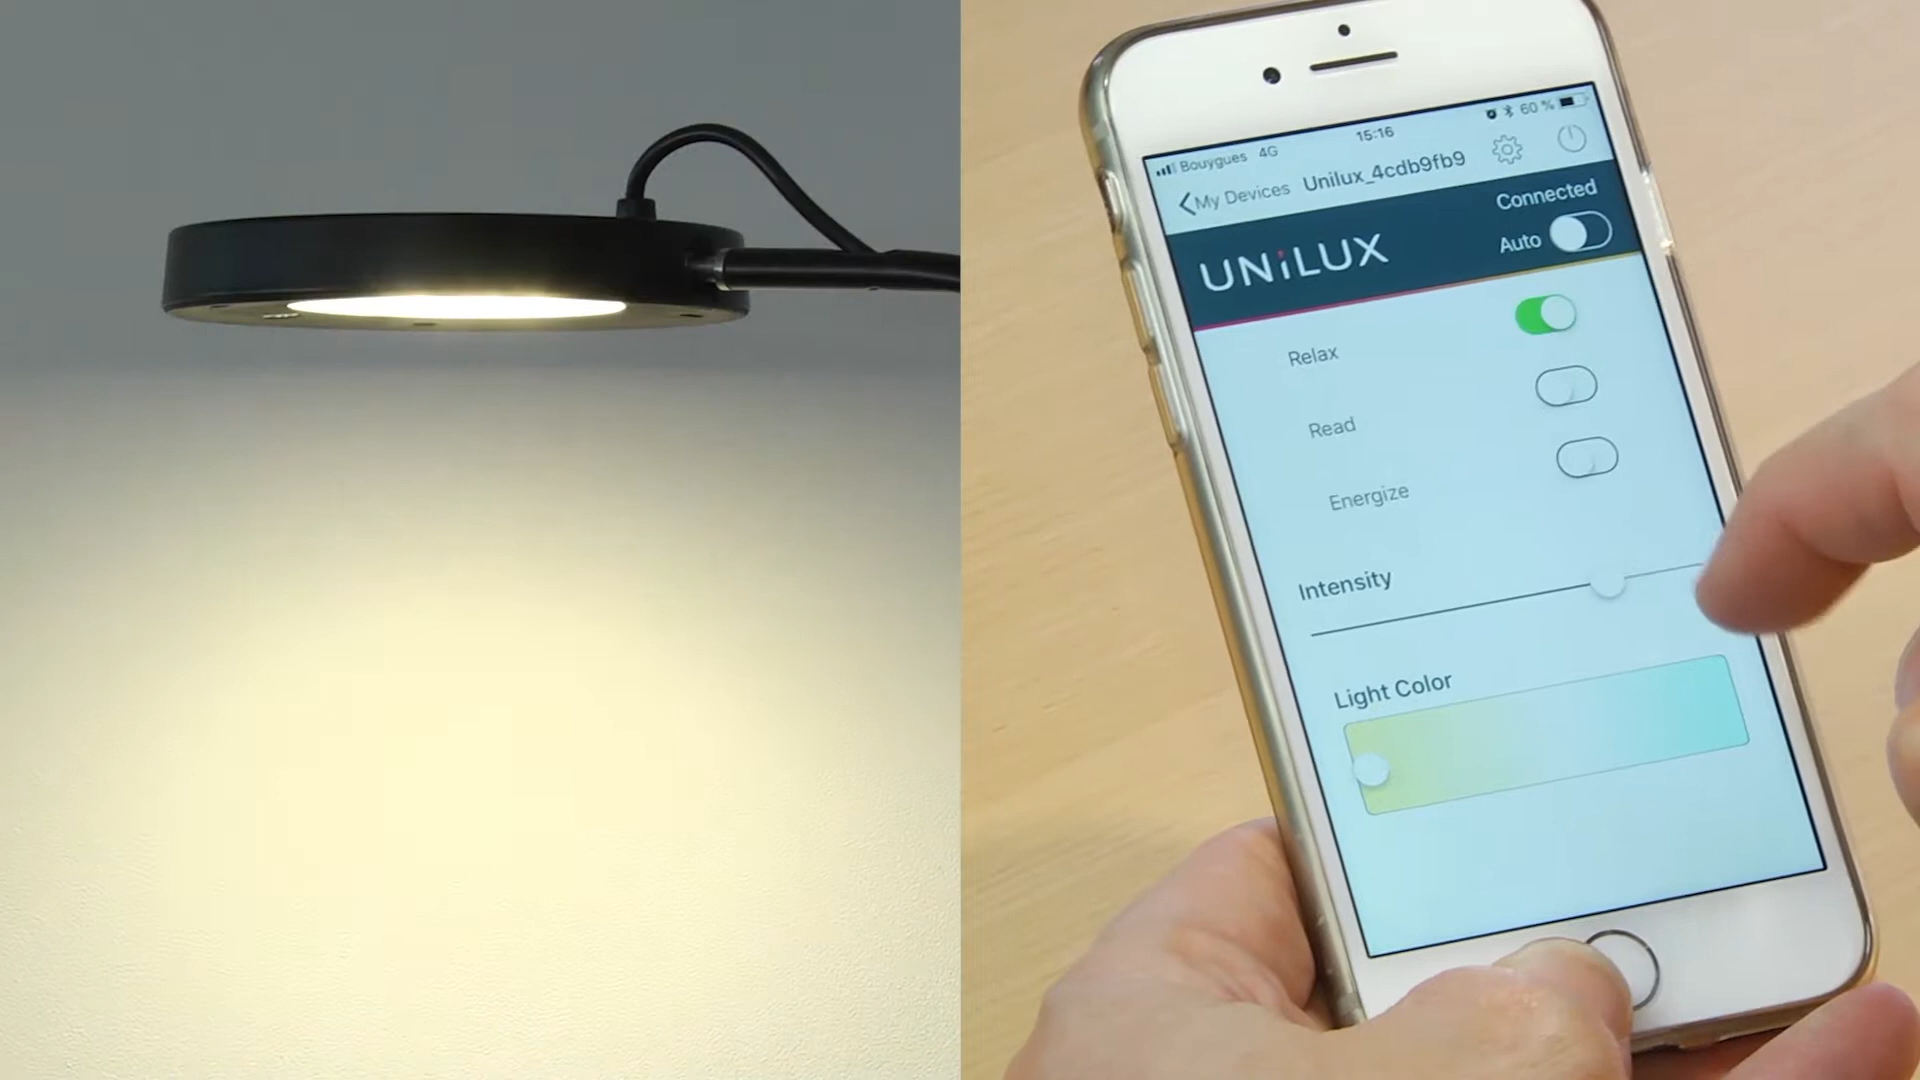 Bouygues 4G 15:16 60 %
My Devices Unilux_4cdb9fb9
Connected
UNiLUX Auto
Relax
Read
Energize
Intensity
Light Color